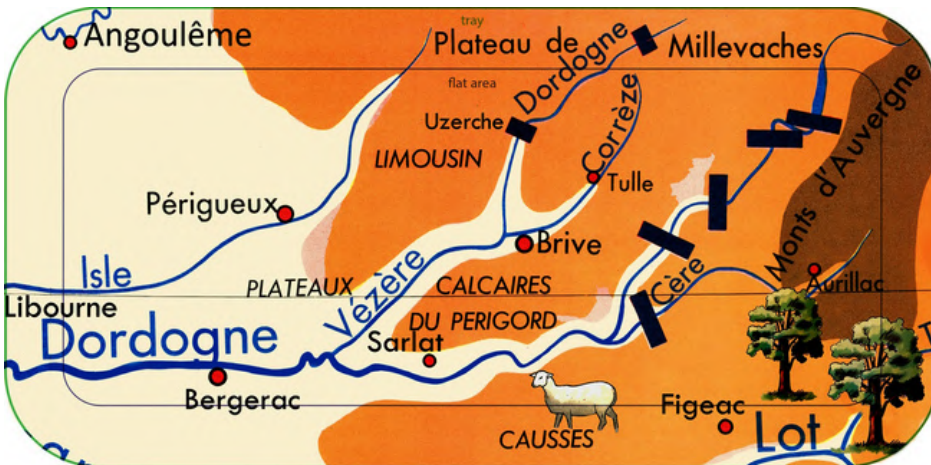 tray
Angoulême
Plateau de
Millevaches
Dordogne
flat area
Uzerche
Corrèze
LIMOUSIN
Tulle
Monts d'Auvergne
Périgueux
Brive
Isle
Vézère
Cère
PLATEAUX
CALCAIRES
Aurillac
Libourne
DU PERIGORD
Dordogne
Sarlat
Bergerac
Figeac
Lot
CAUSSES